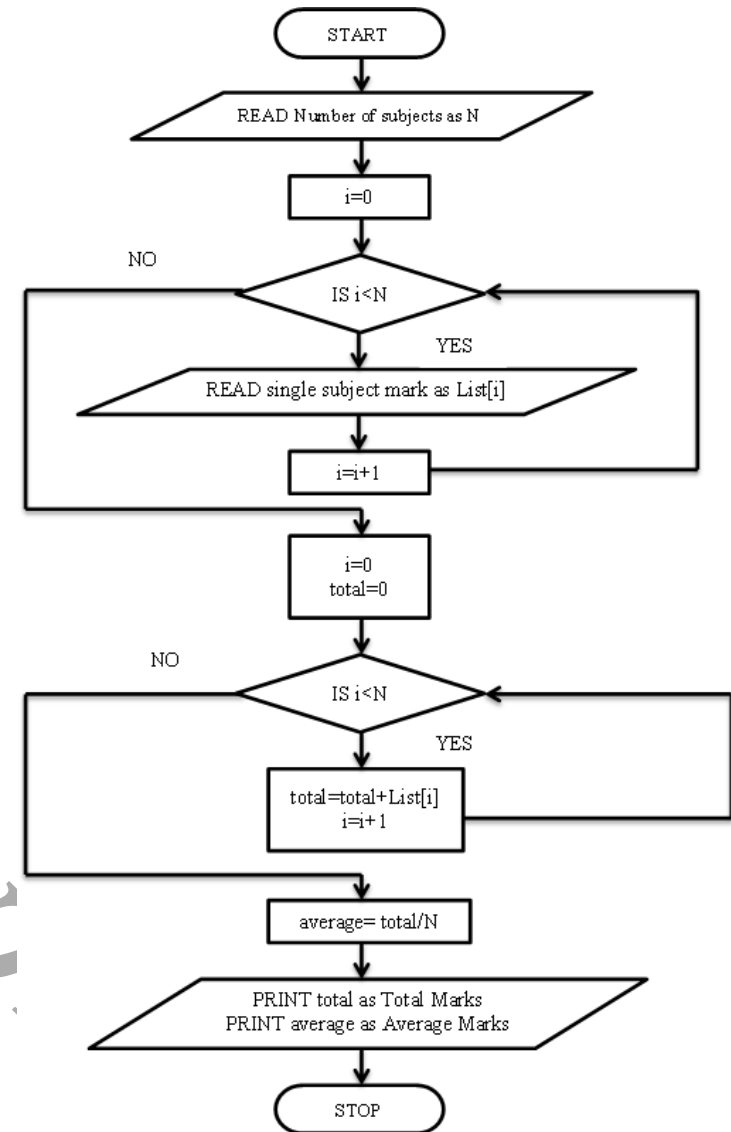 START
READ Number of subjects as N
i=0
NO
IS i<N
YES
READ single subject mark as List[i]
i=i+1
i=0
total=0
NO
IS i<N
YES
total=total+List[i]
i=i+1
average= total/N
PRINT total as Total Marks
PRINT average as Average Marks
STOP